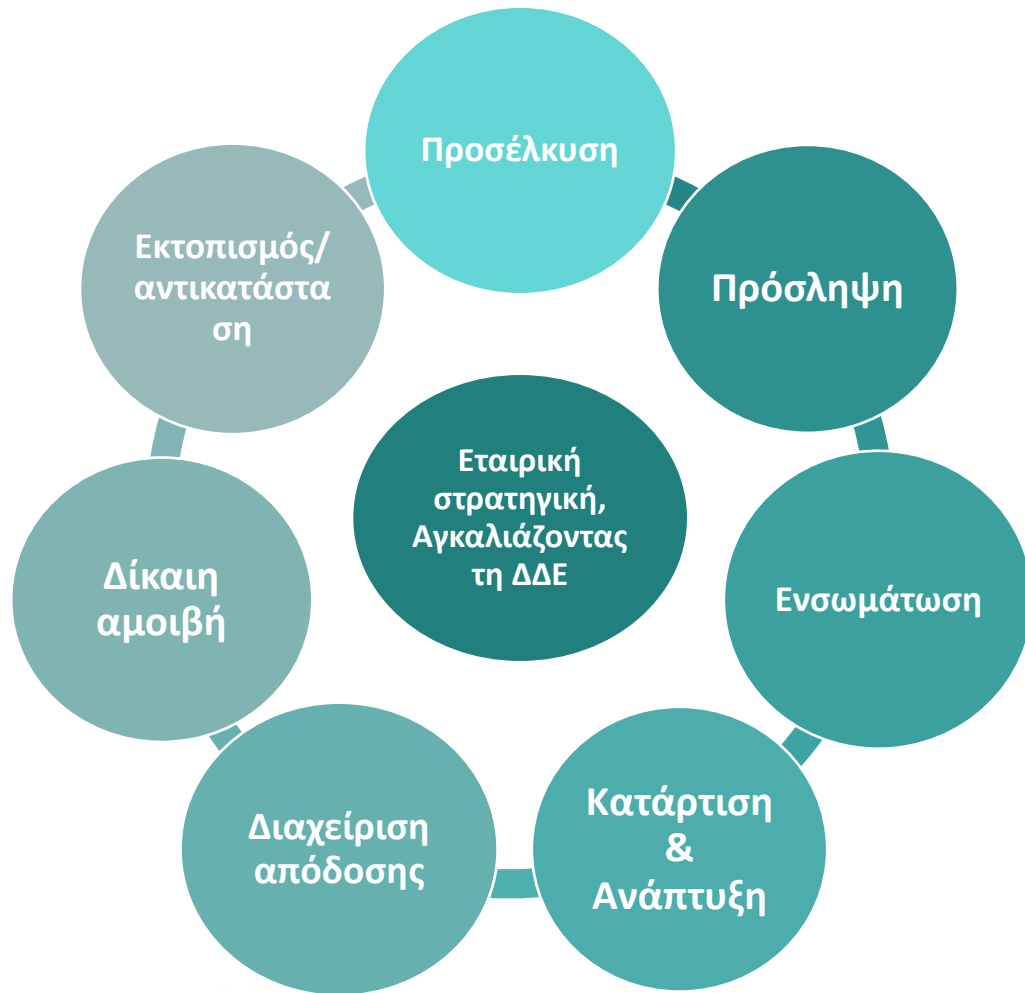 Προσέλκυση
Πρόσληψη
Ενσωμάτωση
Κατάρτιση
&
Ανάπτυξη
Διαχείριση
απόδοσης
Δίκαιη
αμοιβή
Εκτοπισμός/
αντικατάστα
ση
Εταιρική
στρατηγική,
Αγκαλιάζοντας
τη ΔΔΕ